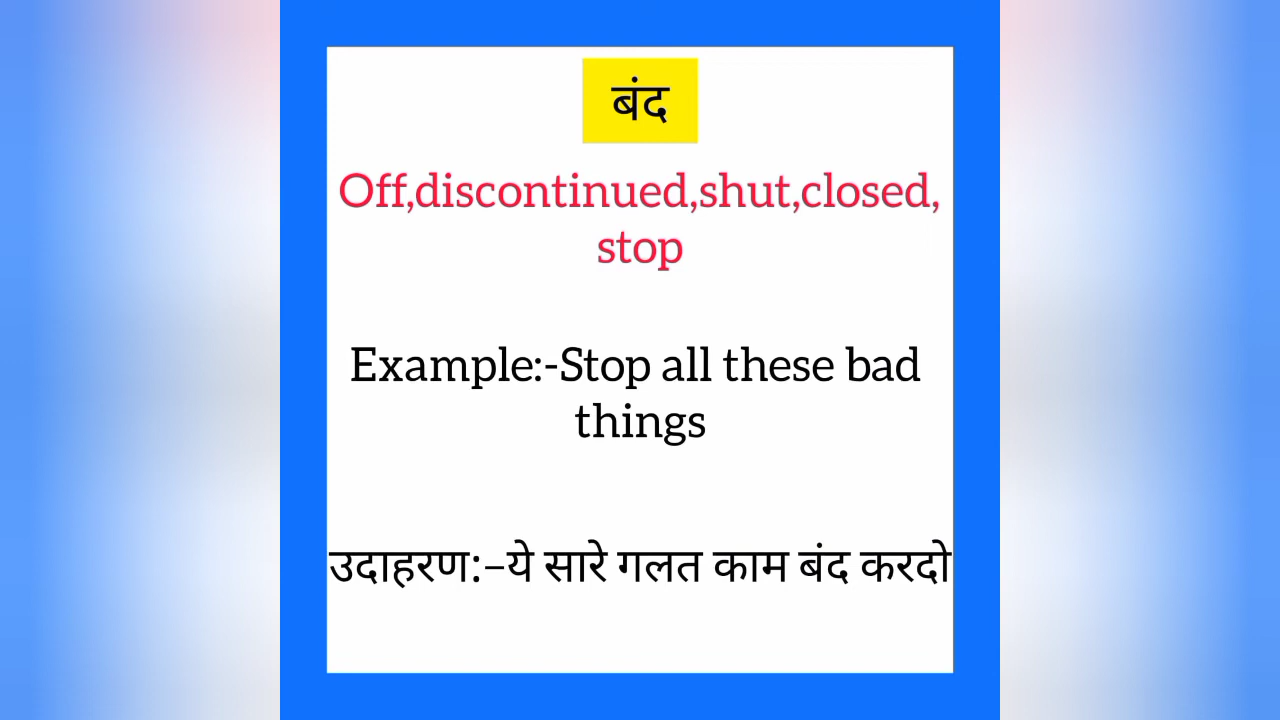 बंद
Off,discontinued,shut,closed,
stop
Example:-Stop all these bad
things
उदाहरण:–ये सारे गलत काम बंद करदो